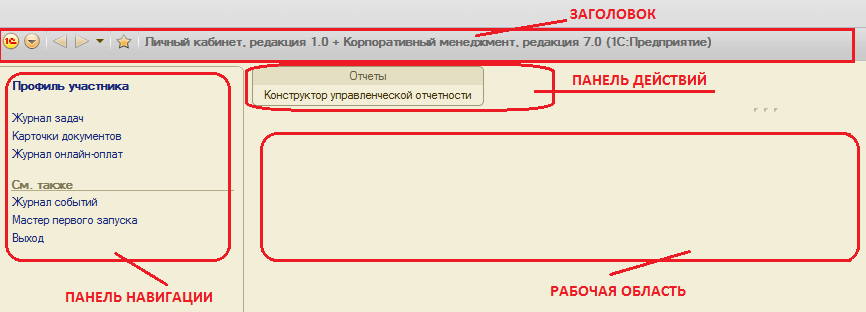 ЗАГОЛОВОК
1С Личный кабинет, редакция 1.0 + Корпоративный менеджмент, редакция 7.0 (1С:Предприятие)
Профиль участника
Журнал задач
Карточки документов
Журнал онлайн-оплат
См. также
Журнал событий
Мастер первого запуска
Выход
ПАНЕЛЬ НАВИГАЦИИ
Отчеты
Конструктор управленческой отчетности
ПАНЕЛЬ ДЕЙСТВИЙ
РАБОЧАЯ ОБЛАСТЬ